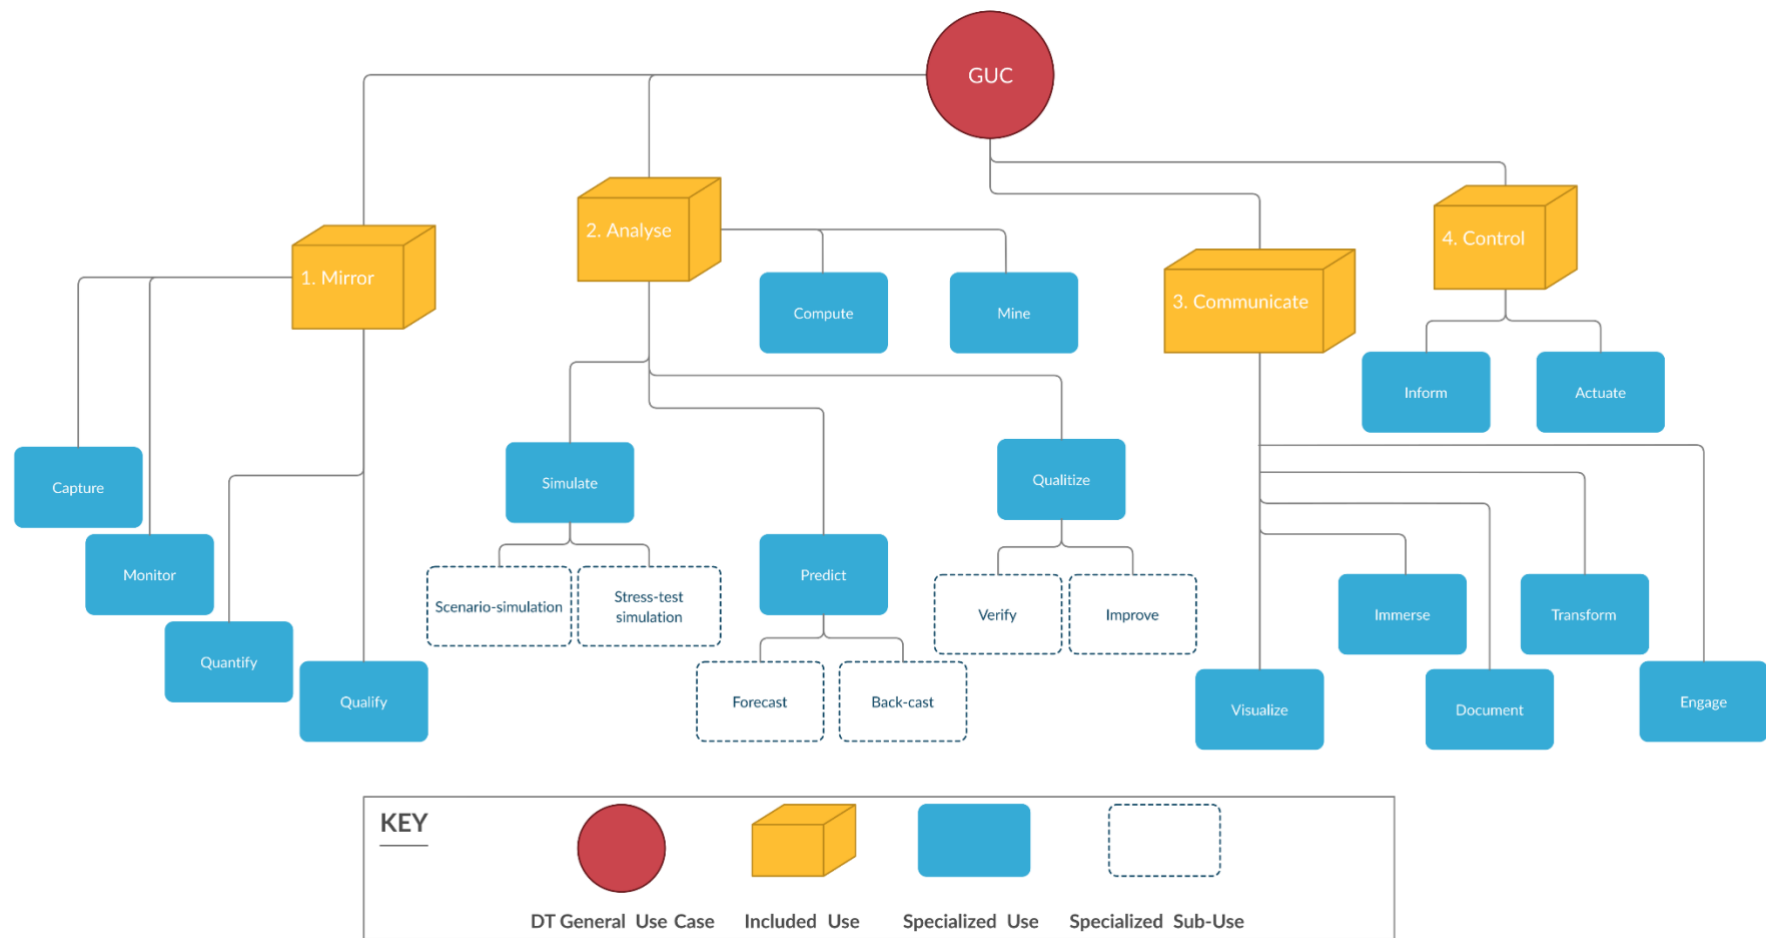 GUC
2. Analyse
4. Control
1. Mirror
3. Communicate
Compute
Mine
Inform
Actuate
Capture
Simulate
Qualitize
Monitor
Scenario-simulation
Stress-test
simulation
Predict
Verify
Improve
Immerse
Transform
Quantify
Qualify
Forecast
Back-cast
Visualize
Document
Engage
KEY
DT General Use Case
Included Use
Specialized Use
Specialized Sub-Use